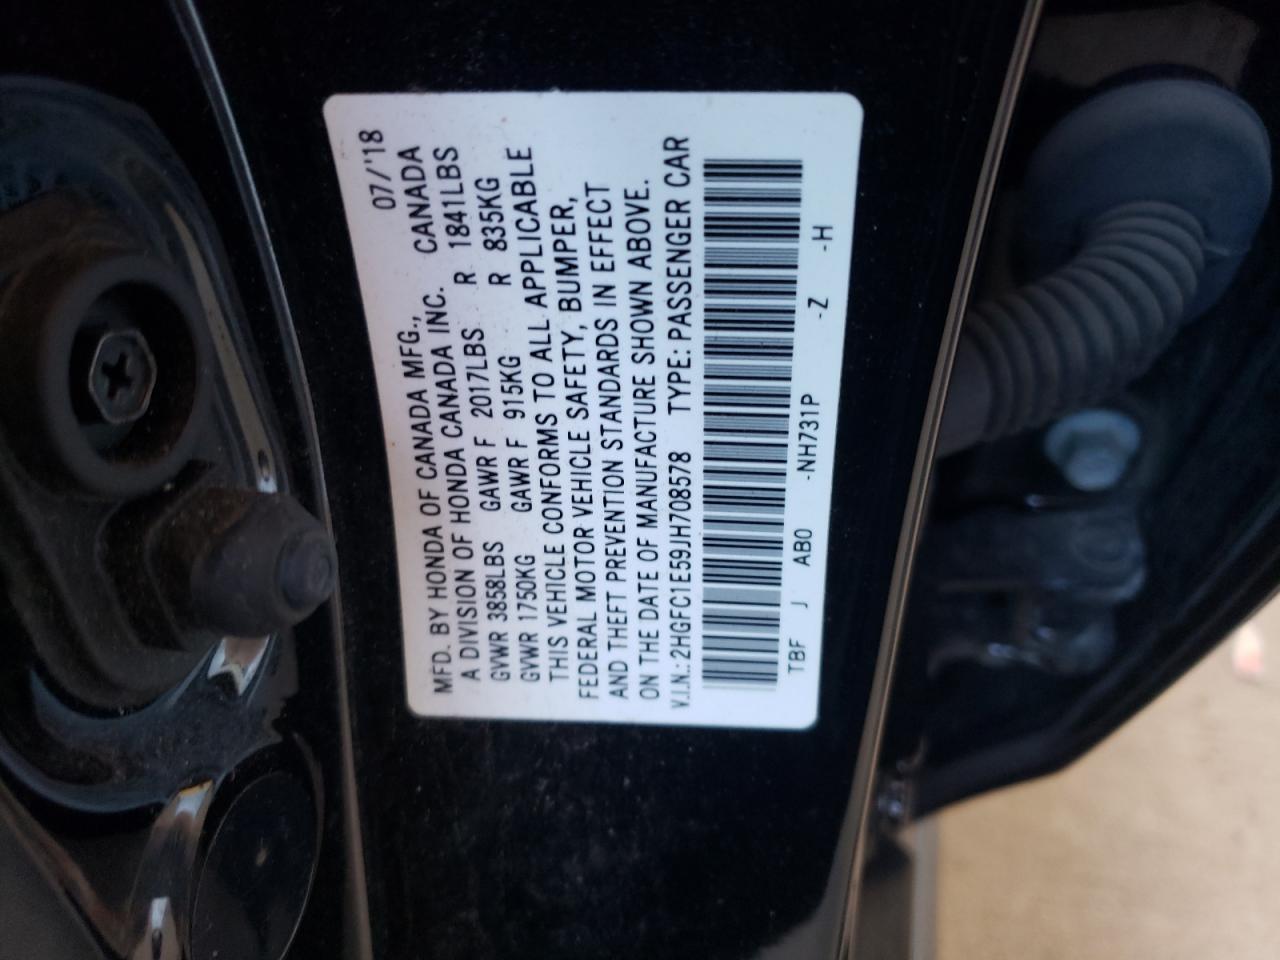 MFD. BY HONDA OF CANADA MFG., 07/'18
A DIVISION OF HONDA CANADA INC. CANADA
GVWR 3858LBS GAWR F 2017LBS R 1841LBS
GVWR 1750KG GAWR F 915KG R 835KG
THIS VEHICLE CONFORMS TO ALL APPLICABLE
FEDERAL MOTOR VEHICLE SAFETY, BUMPER,
AND THEFT PREVENTION STANDARDS IN EFFECT
ON THE DATE OF MANUFACTURE SHOWN ABOVE.
V.I.N.: 2HGFC1E59JH708578 TYPE: PASSENGER CAR
TBF J AB0 -NH731P -Z -H